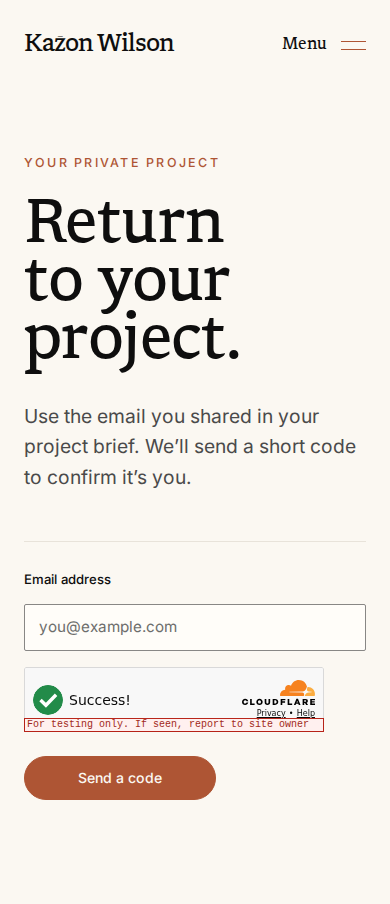 Kazon Wilson
Menu
YOUR PRIVATE PROJECT
Return
to your
project.
Use the email you shared in your
project brief. We’ll send a short code
to confirm it’s you.
Email address
you@example.com
Success!
CLOUDFLARE
Privacy • Help
For testing only. If seen, report to site owner
Send a code